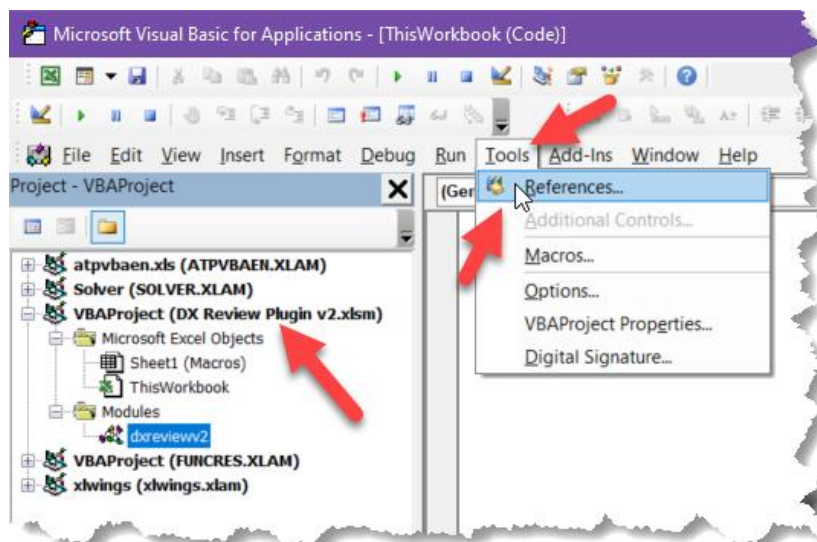 Microsoft Visual Basic for Applications - [ThisWorkbook (Code)]
File Edit View Insert Format Debug Run Tools Add-Ins Window Help
Project - VBAProject
(Ger
References...
Additional Controls...
Macros...
Options...
VBAProject Properties...
Digital Signature...
atpvbaen.xls (ATPVBAEN.XLAM)
Solver (SOLVER.XLAM)
VBAProject (DX Review Plugin v2.xlsm)
Microsoft Excel Objects
Sheet1 (Macros)
ThisWorkbook
Modules
dxreviewv2
VBAProject (FUNCRES.XLAM)
xlwings (xlwings.xlam)